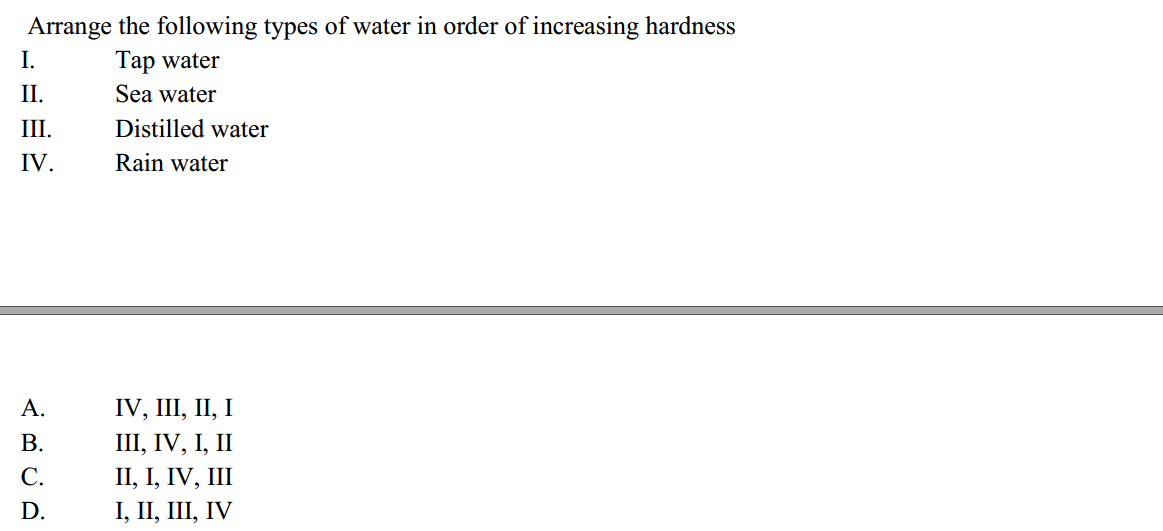 Arrange the following types of water in order of increasing hardness
I. Tap water
II. Sea water
III. Distilled water
IV. Rain water
A. IV, III, II, I
B. III, IV, I, II
C. II, I, IV, III
D. I, II, III, IV